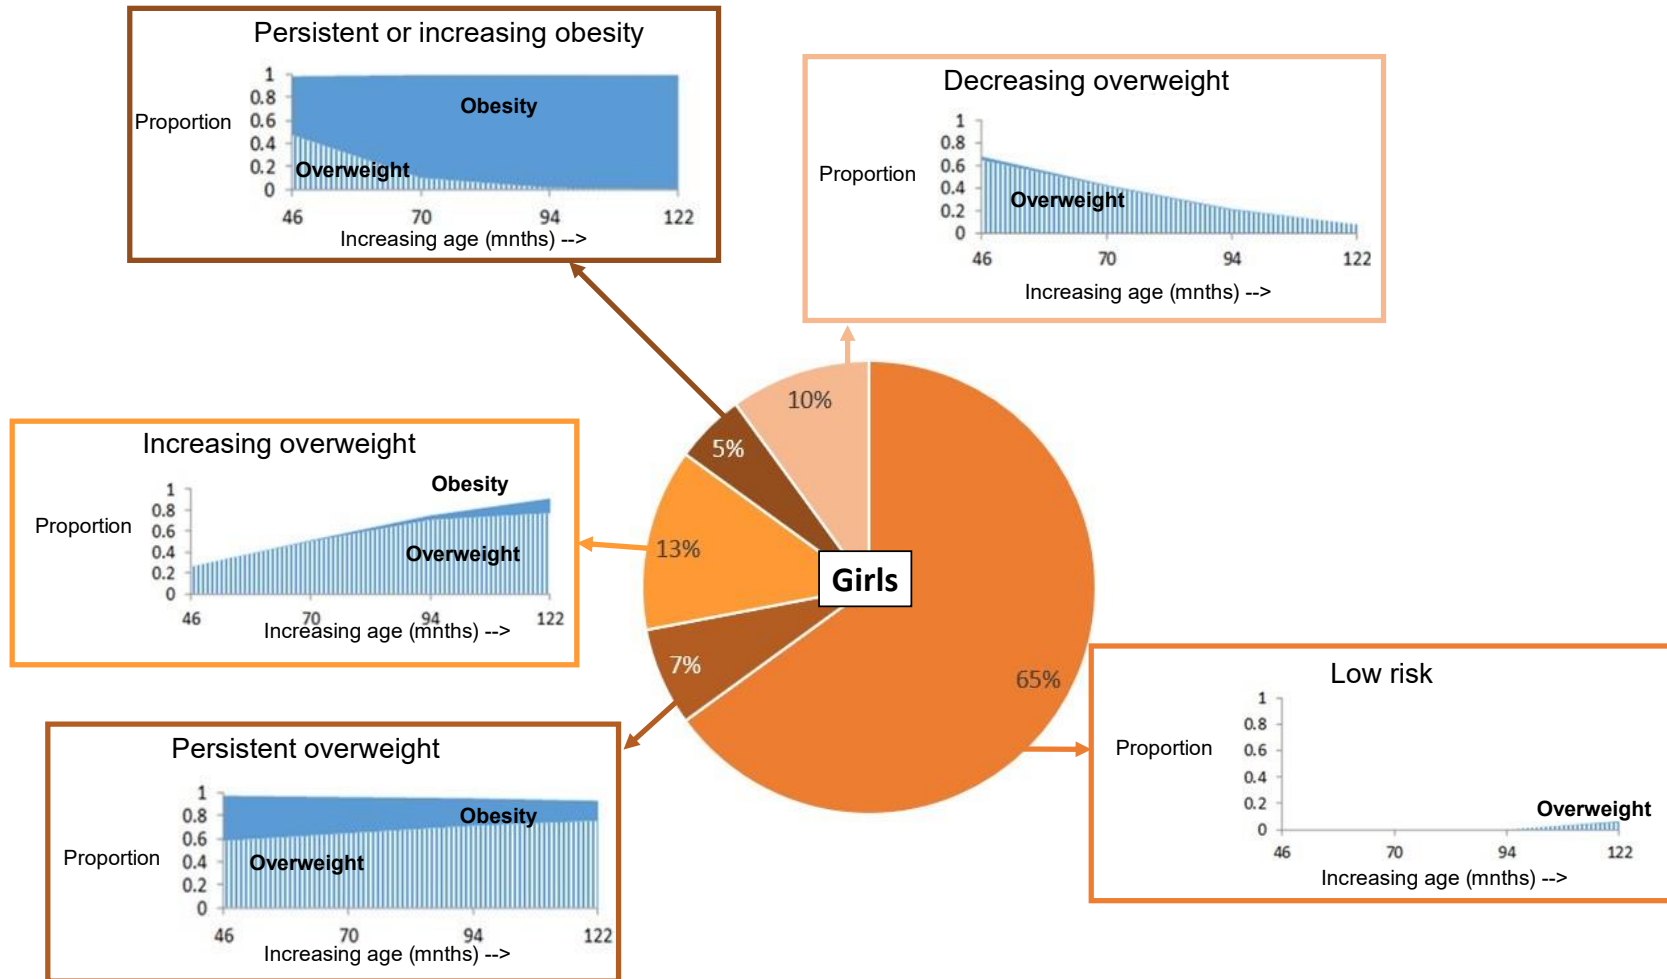 Persistent or increasing obesity
1
0.8
0.6
0.4
0.2
0
Proportion
Obesity
Overweight
46 70 94 122
Increasing age (mnths) -->
Decreasing overweight
1
0.8
0.6
0.4
0.2
0
Proportion
Overweight
46 70 94 122
Increasing age (mnths) -->
Increasing overweight
1
0.8
0.6
0.4
0.2
0
Proportion
Obesity
Overweight
46 70 94 122
Increasing age (mnths) -->
10%
5%
13%
7%
65%
Girls
Persistent overweight
1
0.8
0.6
0.4
0.2
0
Proportion
Obesity
Overweight
46 70 94 122
Increasing age (mnths) -->
Low risk
1
0.8
0.6
0.4
0.2
0
Proportion
Overweight
46 70 94 122
Increasing age (mnths) -->